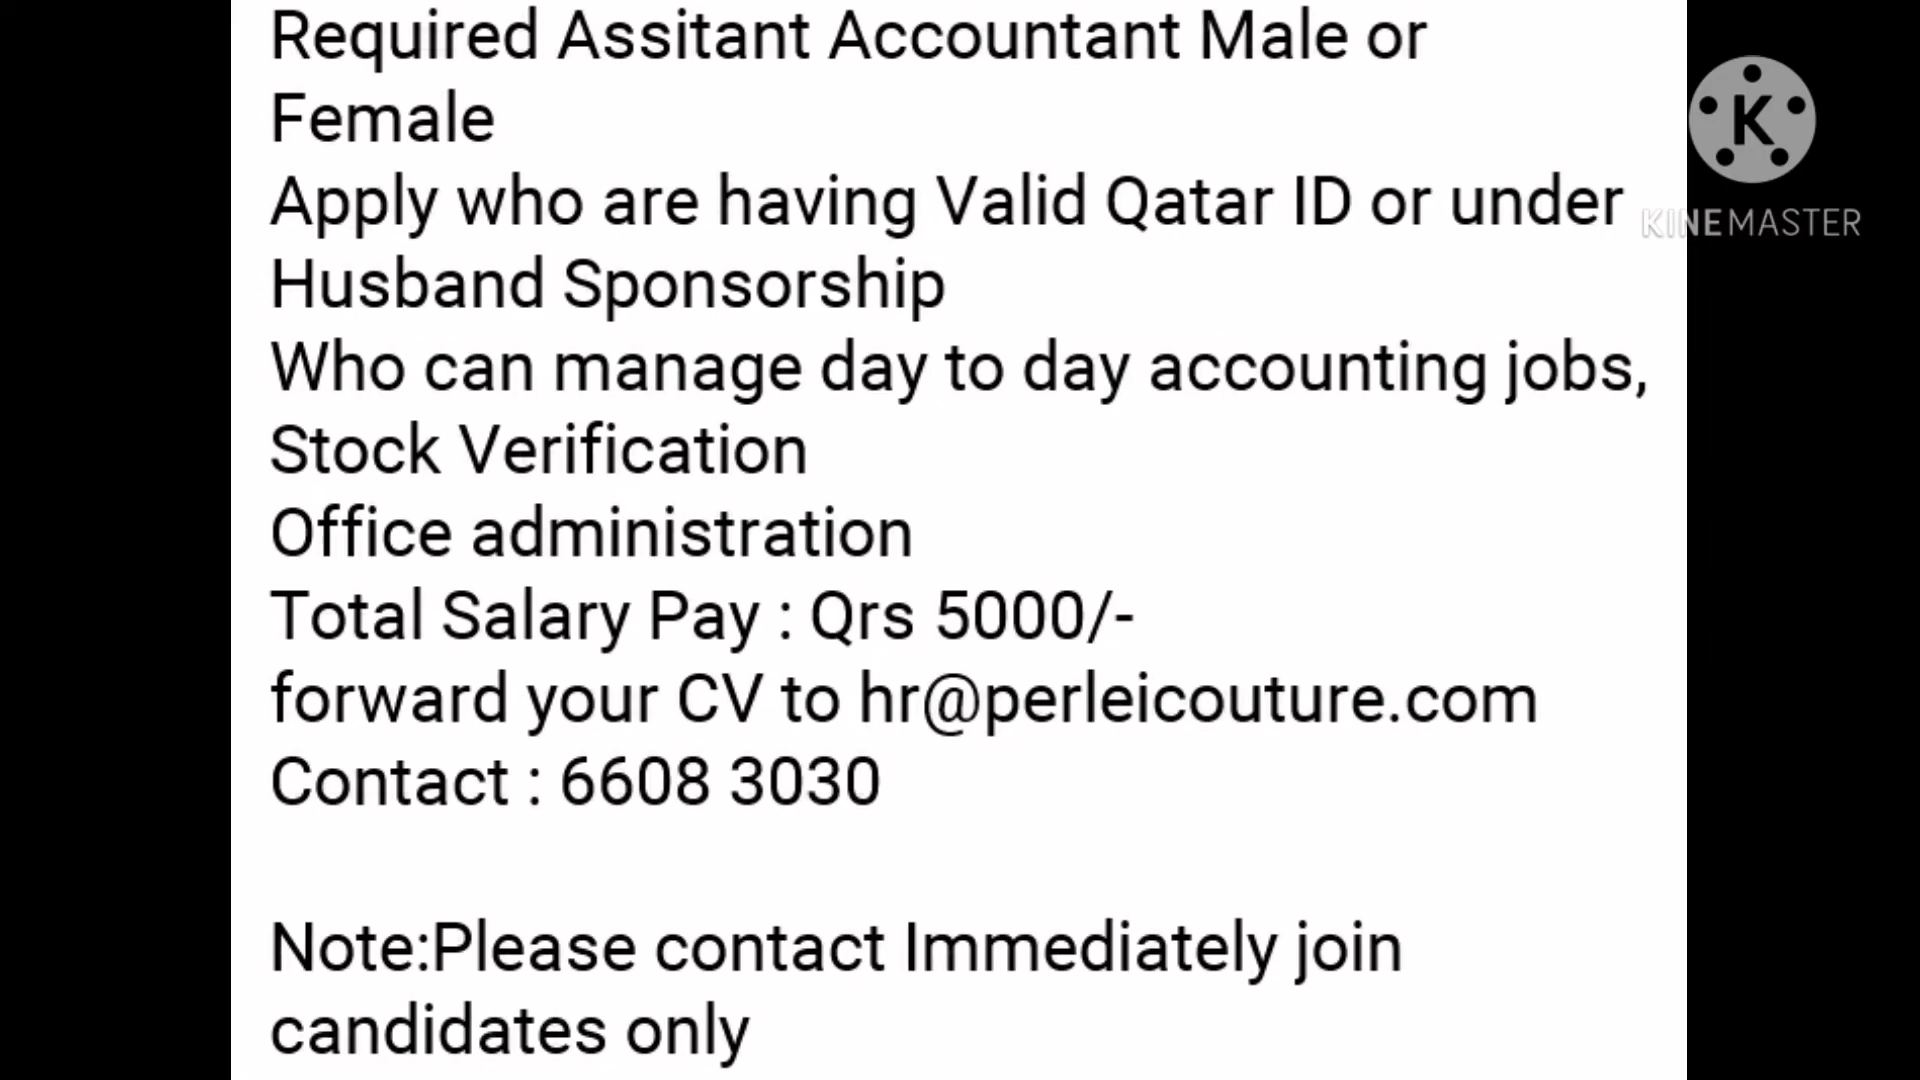 Required Assitant Accountant Male or
Female
Apply who are having Valid Qatar ID or under
Husband Sponsorship
Who can manage day to day accounting jobs,
Stock Verification
Office administration
Total Salary Pay : Qrs 5000/-
forward your CV to hr@perleicouture.com
Contact : 6608 3030
Note:Please contact Immediately join
candidates only
K
KINEMASTER